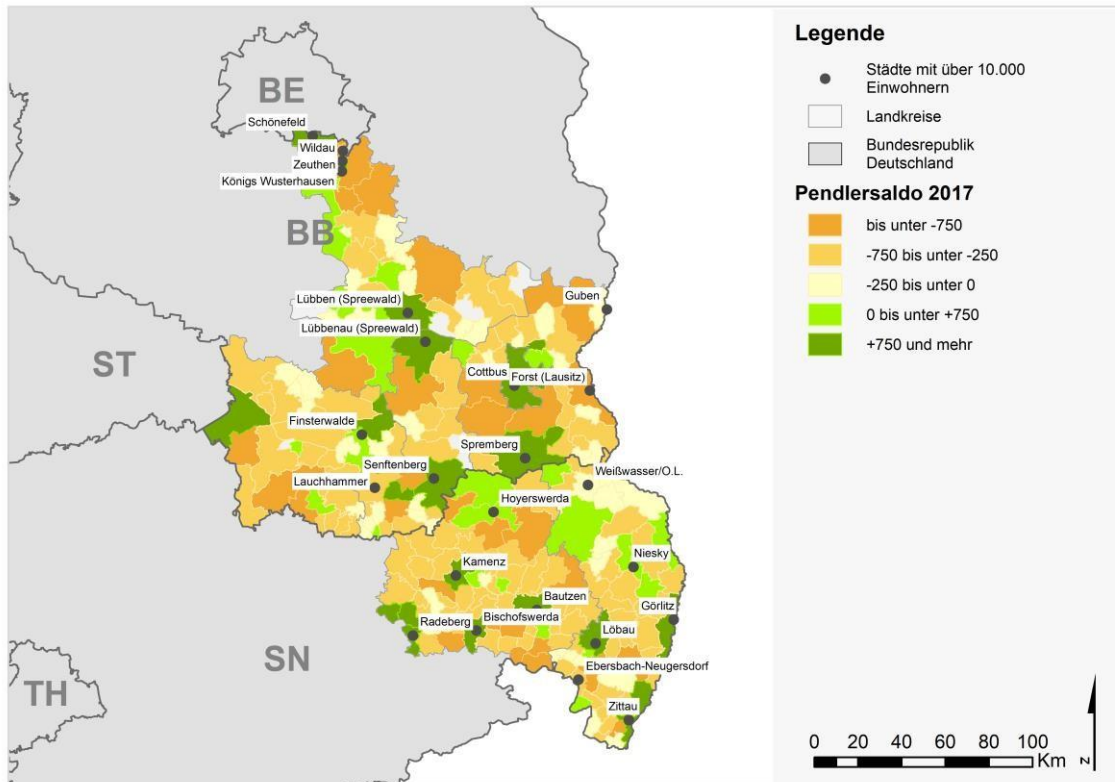 BE
Schönefeld
Wildau
Zeuthen
Königs Wusterhausen
BB
Lübben (Spreewald)
Guben
Lübbenau (Spreewald)
ST
Cottbus
Forst (Lausitz)
Finsterwalde
Spremberg
Senftenberg
Weißwasser/O.L.
Lauchhammer
Hoyerswerda
Kamenz
Niesky
Bautzen
Görlitz
Radeberg
Bischofswerda
Löbau
SN
Ebersbach-Neugersdorf
TH
Zittau
Legende
Städte mit über 10.000
Einwohnern
Landkreise
Bundesrepublik
Deutschland
Pendlersaldo 2017
bis unter -750
-750 bis unter -250
-250 bis unter 0
0 bis unter +750
+750 und mehr
0 20 40 60 80 100
Km
N